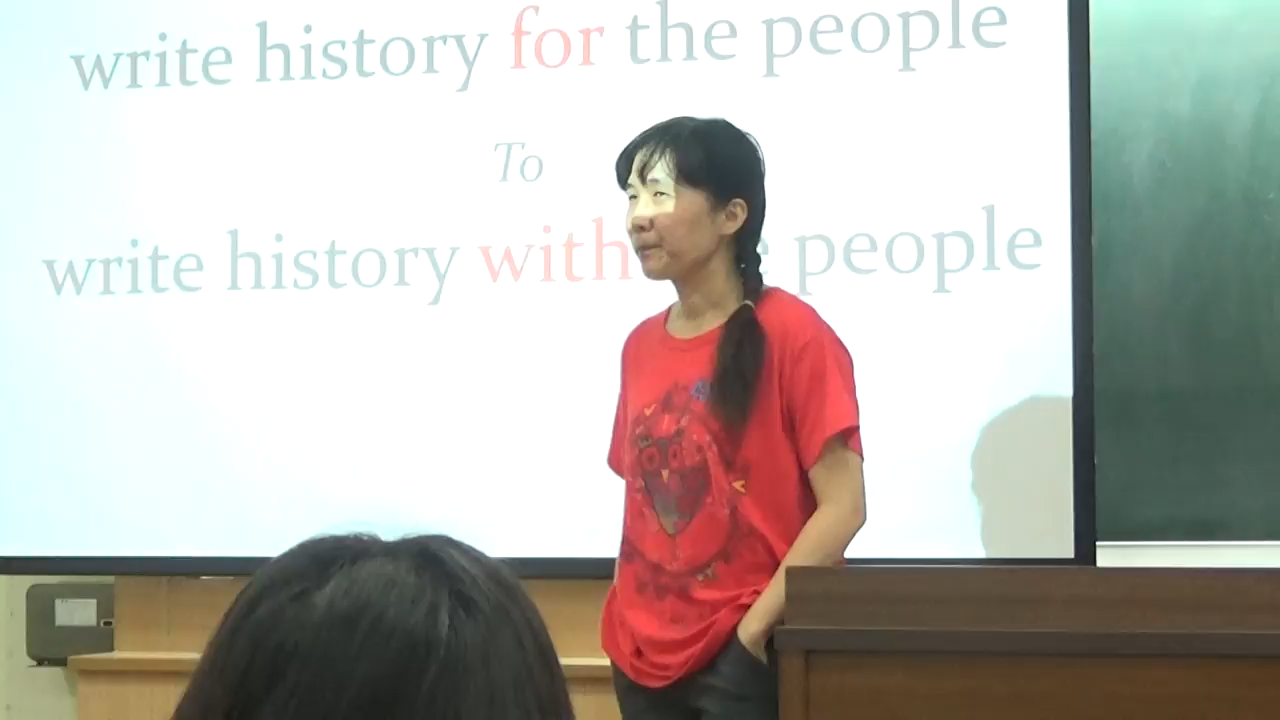 write history for the people
To
write history with people